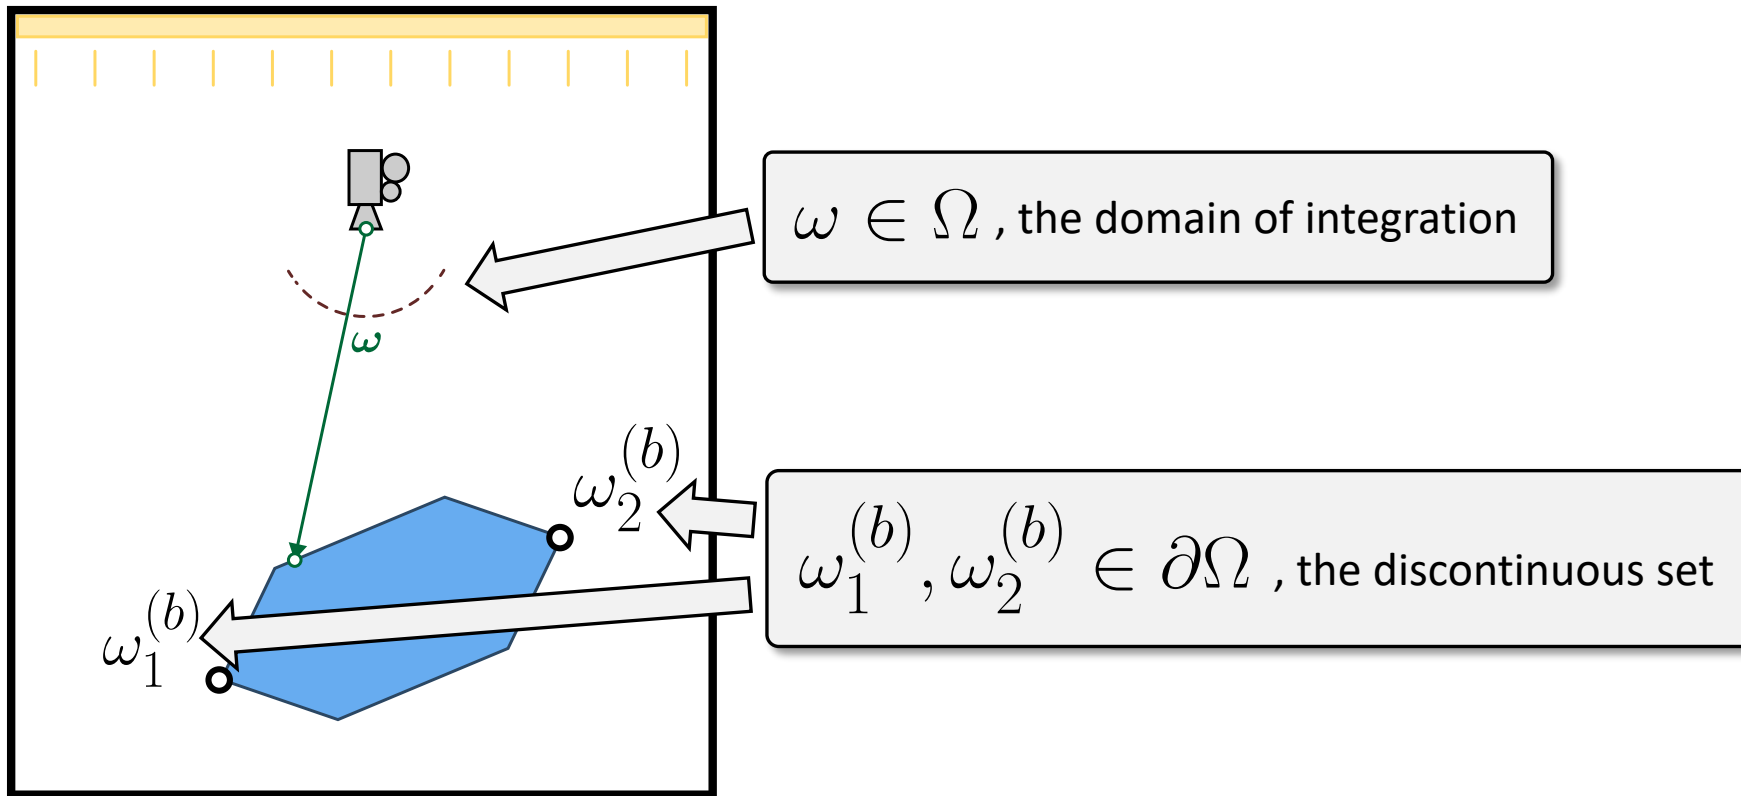 ω ∈ Ω , the domain of integration
ω
ω₂⁽ᵇ⁾
ω₁⁽ᵇ⁾, ω₂⁽ᵇ⁾ ∈ ∂Ω , the discontinuous set
ω₁⁽ᵇ⁾